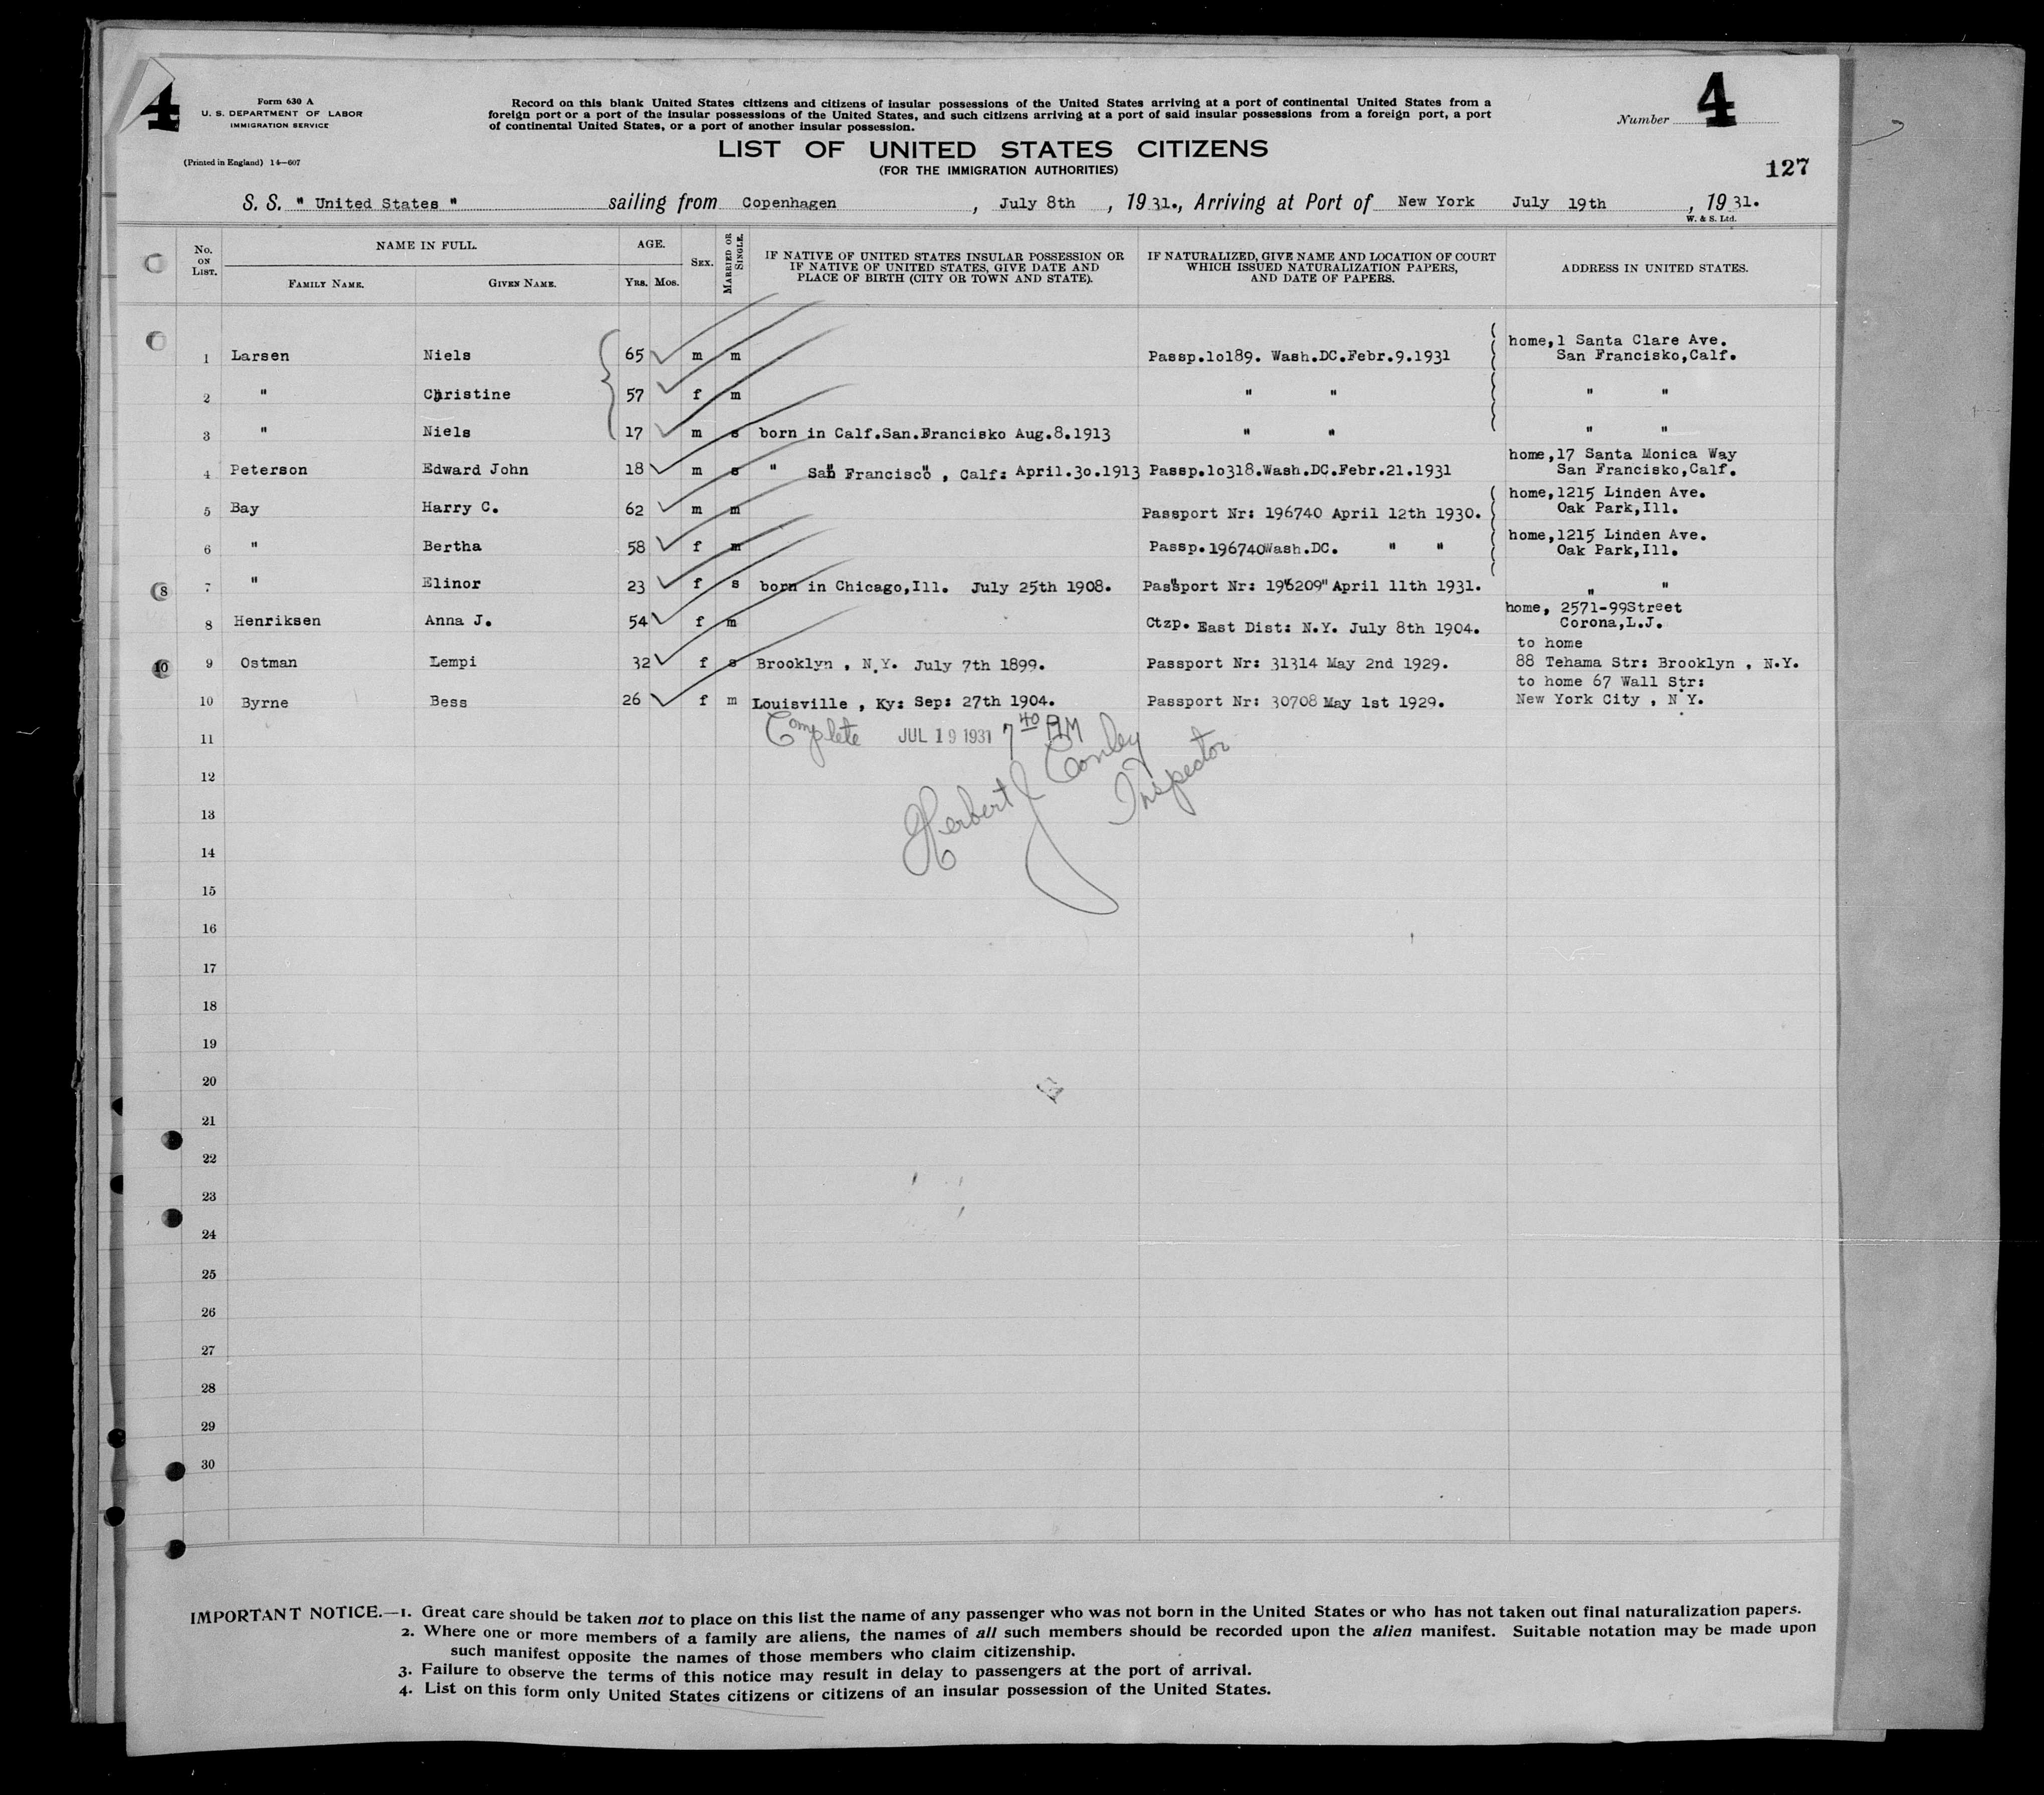 4
Form 630 A
U. S. DEPARTMENT OF LABOR
IMMIGRATION SERVICE
(Printed in England) 14—607
Record on this blank United States citizens and citizens of insular possessions of the United States arriving at a port of continental United States from a
foreign port or a port of the insular possessions of the United States, and such citizens arriving at a port of said insular possessions from a foreign port, a port
of continental United States, or a port of another insular possession.
Number 4
LIST OF UNITED STATES CITIZENS
(FOR THE IMMIGRATION AUTHORITIES)
127
S. S. " United States " sailing from Copenhagen , July 8th , 1931., Arriving at Port of New York July 19th , 1931.
W. & S. Ltd.
No. ON LIST. NAME IN FULL. FAMILY NAME. GIVEN NAME. AGE. YRS. MOS. SEX. MARRIED OR SINGLE. IF NATIVE OF UNITED STATES INSULAR POSSESSION OR IF NATIVE OF UNITED STATES, GIVE DATE AND PLACE OF BIRTH (CITY OR TOWN AND STATE). IF NATURALIZED, GIVE NAME AND LOCATION OF COURT WHICH ISSUED NATURALIZATION PAPERS, AND DATE OF PAPERS. ADDRESS IN UNITED STATES.
1 Larsen Niels 65 m m Passp.1o189. Wash.DC.Febr.9.1931 home,1 Santa Clare Ave.
San Francisko,Calf.
2 " Christine 57 f m " " " "
3 " Niels 17 m s born in Calf.San.Francisko Aug.8.1913 " " " "
4 Peterson Edward John 18 m s " San Francisco , Calf: April.3o.1913 Passp.1o318.Wash.DC.Febr.21.1931 home,17 Santa Monica Way
San Francisko,Calf.
5 Bay Harry C. 62 m m Passport Nr: 196740 April 12th 1930. home,1215 Linden Ave.
Oak Park,Ill.
6 " Bertha 58 f m Passp.196740Wash.DC. " " home,1215 Linden Ave.
Oak Park,Ill.
8
7 " Elinor 23 f s born in Chicago,Ill. July 25th 1908. Passport Nr: 196209" April 11th 1931. " "
8 Henriksen Anna J. 54 f m Ctzp. East Dist: N.Y. July 8th 1904. home, 2571-99Street
Corona,L.J.
10
9 Ostman Lempi 32 f s Brooklyn , N.Y. July 7th 1899. Passport Nr: 31314 May 2nd 1929. to home
88 Tehama Str: Brooklyn , N.Y.
10 Byrne Bess 26 f m Louisville , Ky: Sep: 27th 1904. Passport Nr: 30708 May 1st 1929. to home 67 Wall Str:
New York City , N Y.
Complete JUL 19 1931 7 40 PM
Herbert J Conley
Inspector
11
12
13
14
15
16
17
18
19
20
21
22
23
24
25
26
27
28
29
30
IMPORTANT NOTICE.—1. Great care should be taken not to place on this list the name of any passenger who was not born in the United States or who has not taken out final naturalization papers.
2. Where one or more members of a family are aliens, the names of all such members should be recorded upon the alien manifest. Suitable notation may be made upon
such manifest opposite the names of those members who claim citizenship.
3. Failure to observe the terms of this notice may result in delay to passengers at the port of arrival.
4. List on this form only United States citizens or citizens of an insular possession of the United States.